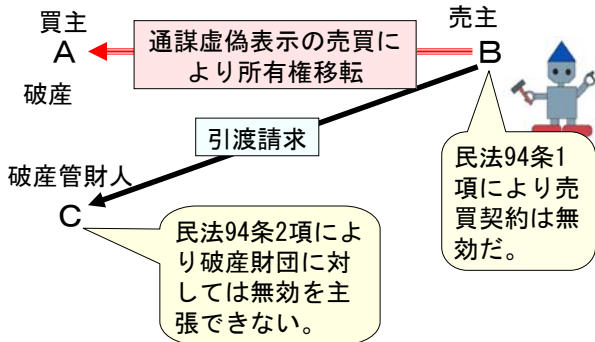 買主
A
破産
通謀虚偽表示の売買に
より所有権移転
売主
B
引渡請求
破産管財人
C
民法94条1
項により売
買契約は無
効だ。
民法94条2項によ
り破産財団に対
しては無効を主
張できない。